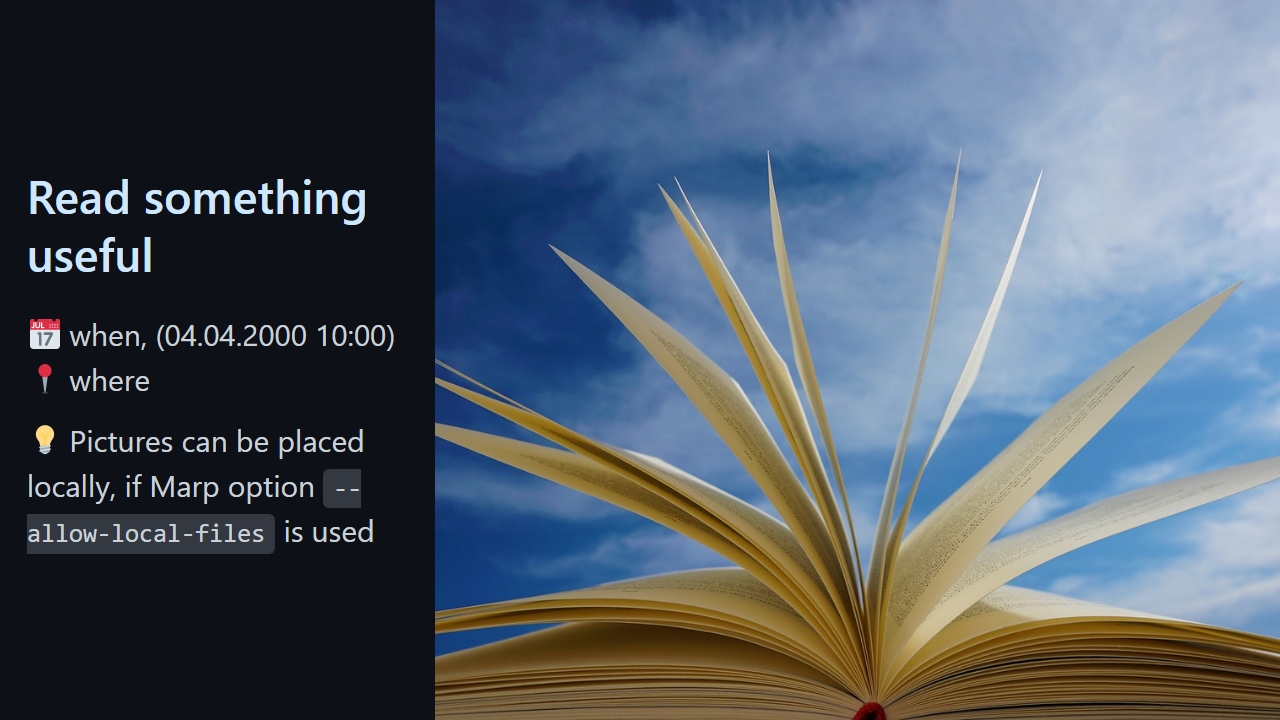 Read something
useful
📅 when, (04.04.2000 10:00)
📍 where
💡 Pictures can be placed
locally, if Marp option --
allow-local-files is used